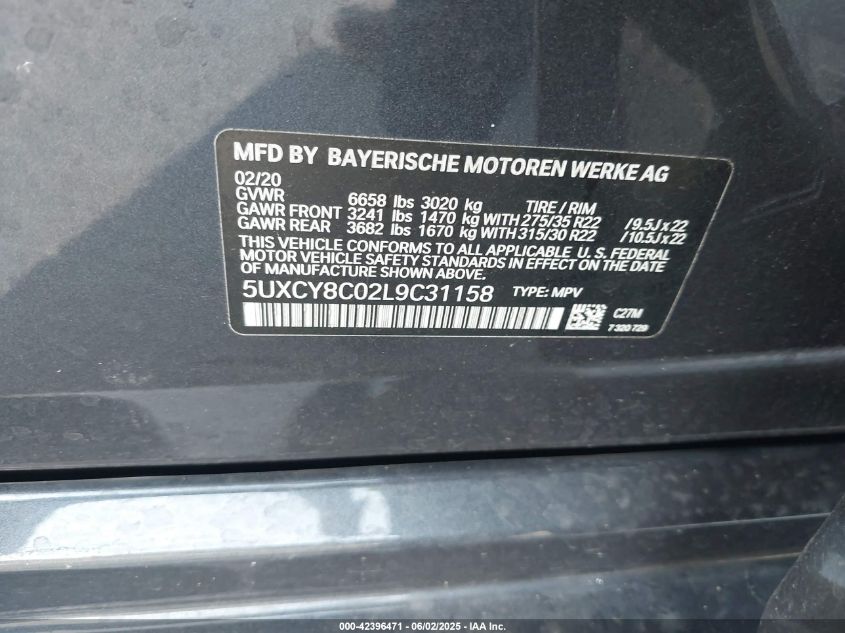 MFD BY BAYERISCHE MOTOREN WERKE AG
02/20
GVWR 6658 lbs 3020 kg TIRE / RIM
GAWR FRONT 3241 lbs 1470 kg WITH 275/35 R22 /9.5J x 22
GAWR REAR 3682 lbs 1670 kg WITH 315/30 R22 /10.5J x 22
THIS VEHICLE CONFORMS TO ALL APPLICABLE U. S. FEDERAL
MOTOR VEHICLE SAFETY STANDARDS IN EFFECT ON THE DATE
OF MANUFACTURE SHOWN ABOVE.
5UXCY8C02L9C31158 TYPE: MPV
C27M
7 320 729
000-42396471 - 06/02/2025 - IAA Inc.